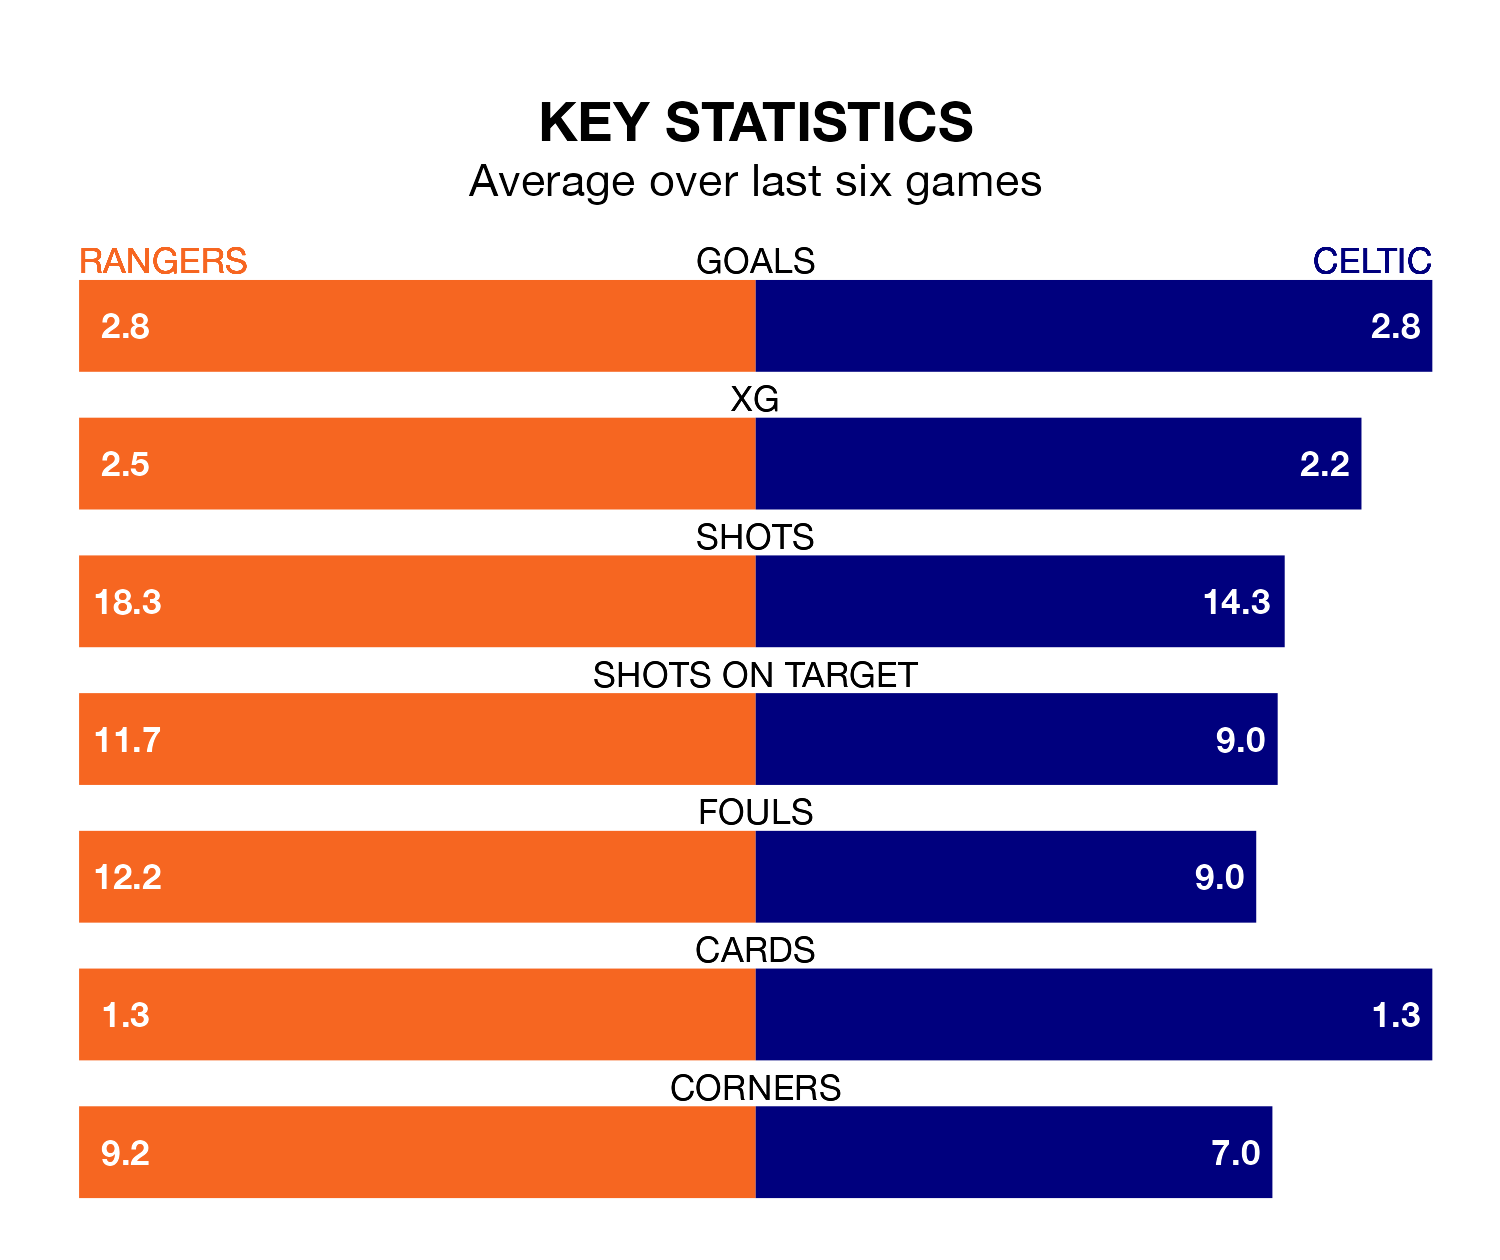 KEY STATISTICS
Average over last six games
RANGERS GOALS CELTIC
2.8 2.8
XG
2.5 2.2
SHOTS
18.3 14.3
SHOTS ON TARGET
11.7 9.0
FOULS
12.2 9.0
CARDS
1.3 1.3
CORNERS
9.2 7.0